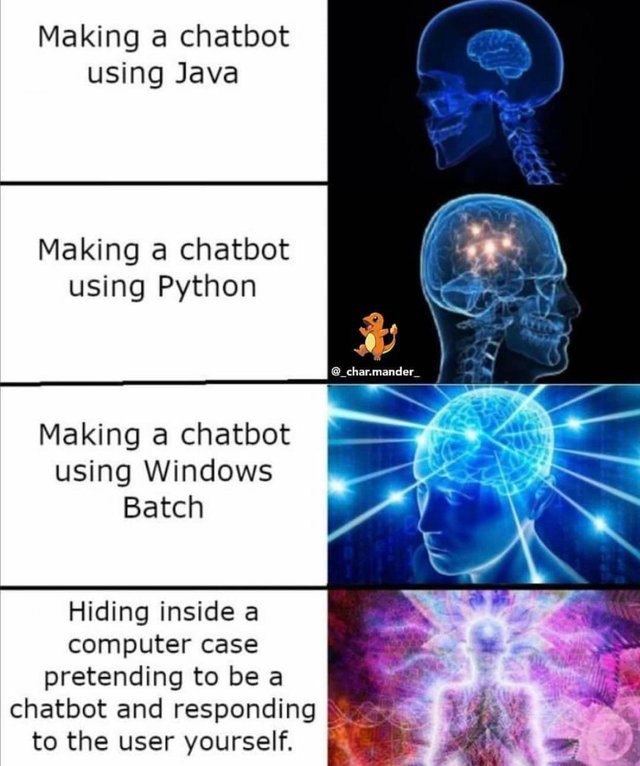 Making a chatbot
using Java
Making a chatbot
using Python
@_char.mander_
Making a chatbot
using Windows
Batch
Hiding inside a
computer case
pretending to be a
chatbot and responding
to the user yourself.